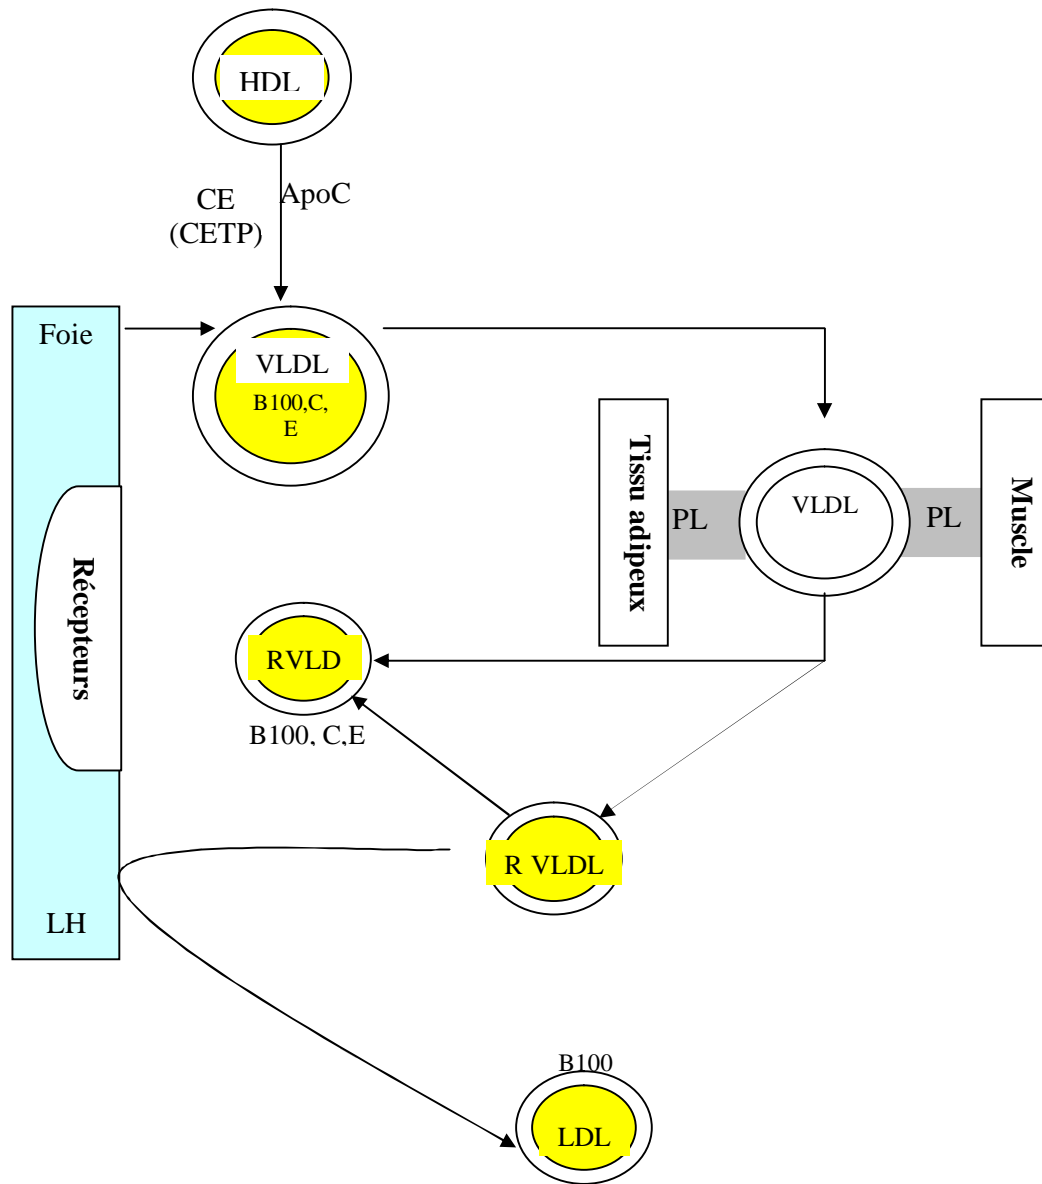 HDL
CE
(CETP)
ApoC
Foie
VLDL
B100,C,
E
Tissu adipeux
PL
VLDL
PL
Muscle
Récepteurs
RVLD
B100, C,E
R VLDL
LH
B100
LDL